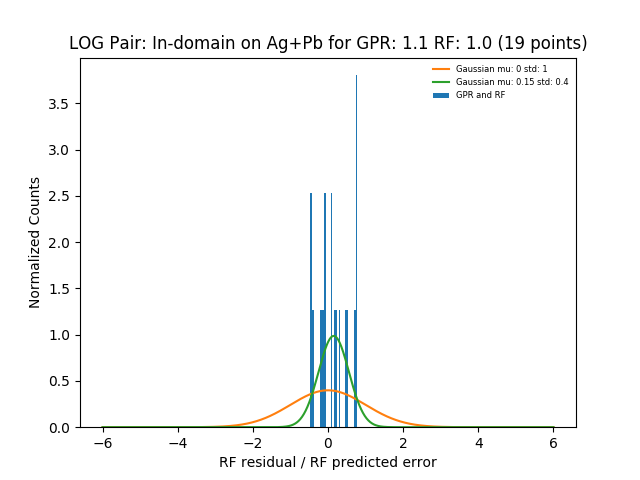 LOG Pair: In-domain on Ag+Pb for GPR: 1.1 RF: 1.0 (19 points)
Gaussian mu: 0 std: 1
Gaussian mu: 0.15 std: 0.4
GPR and RF
Normalized Counts
3.5
3.0
2.5
2.0
1.5
1.0
0.5
0.0
−6 −4 −2 0 2 4 6
RF residual / RF predicted error